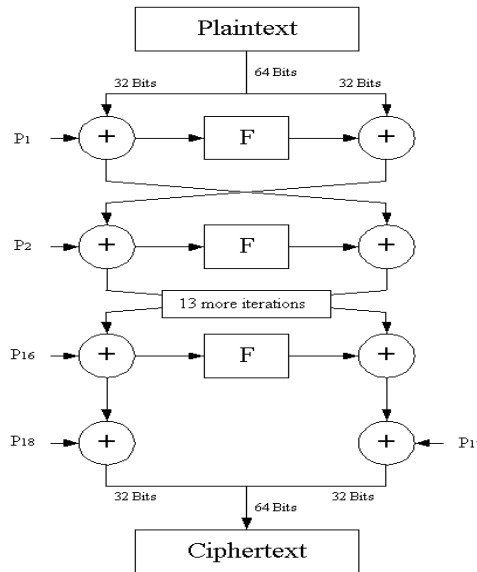 Plaintext
64 Bits
32 Bits
32 Bits
P1
+
F
+
P2
+
F
+
13 more iterations
P16
+
F
+
P18
+
+
32 Bits
32 Bits
64 Bits
Ciphertext